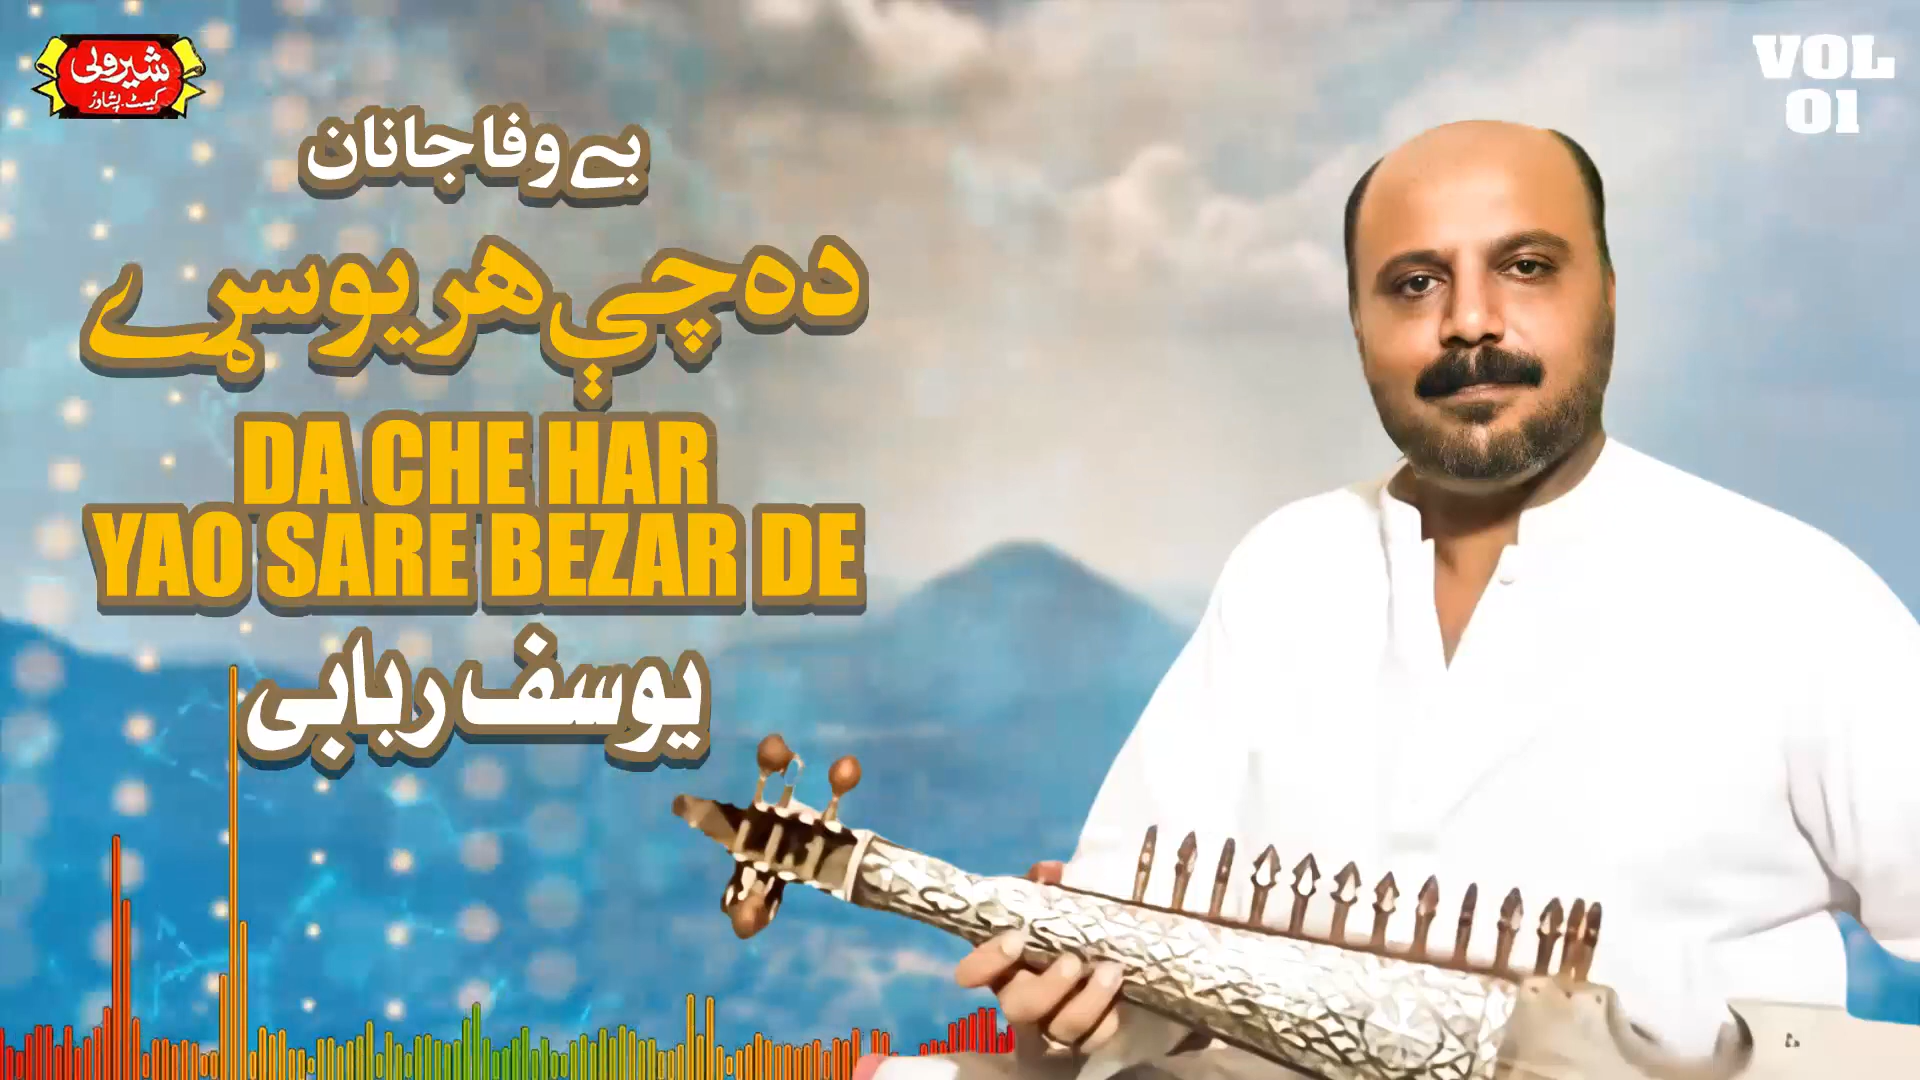 شیرولی
کیسٹ۔پشاور
VOL
01
بے وفا جانان
ده چې هر یو سړے
DA CHE HAR
YAO SARE BEZAR DE
یوسف ربابی